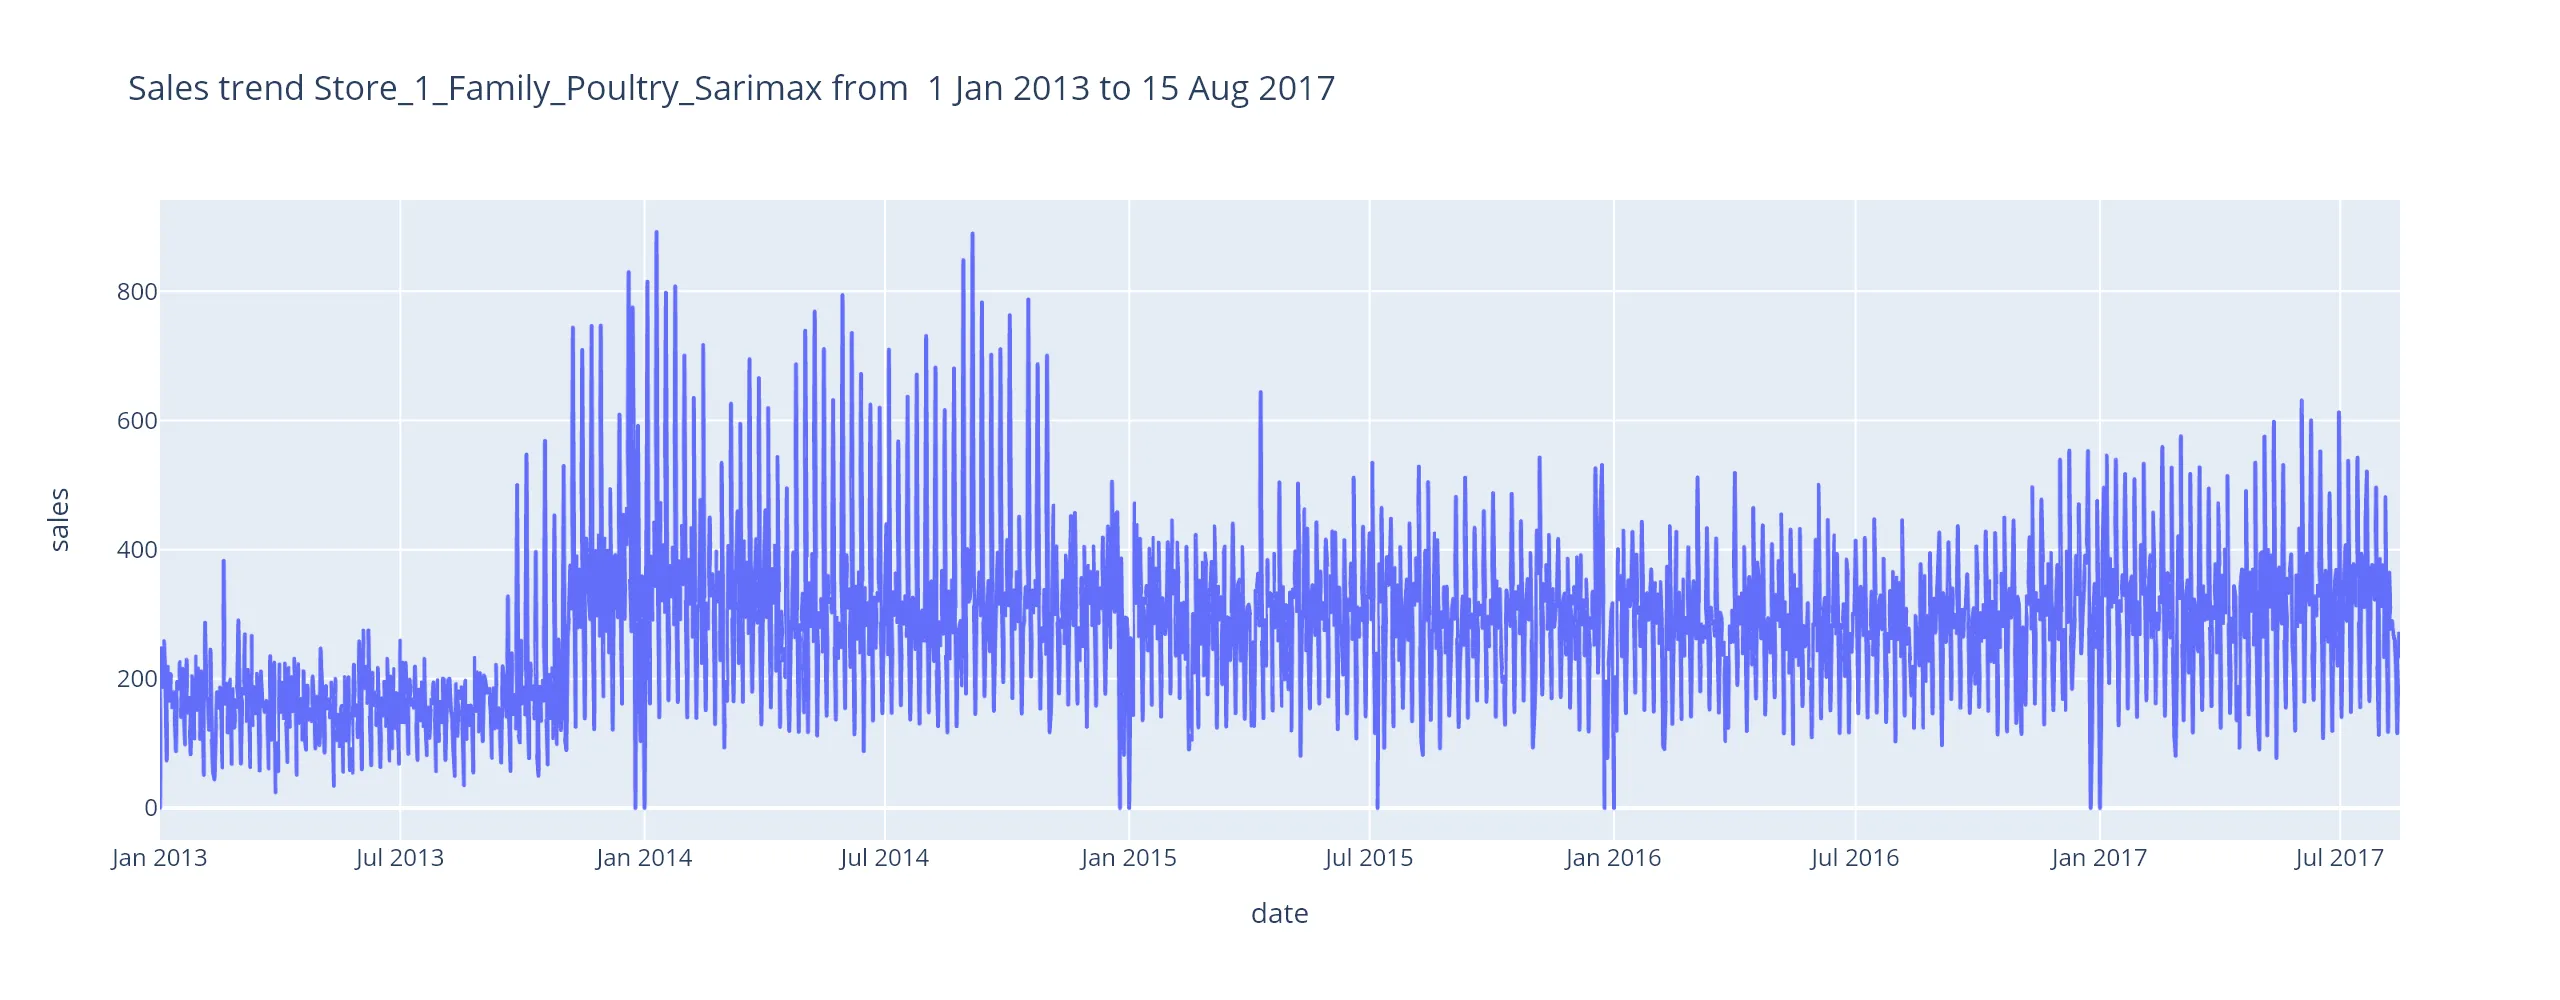 Sales trend Store_1_Family_Poultry_Sarimax from  1 Jan 2013 to 15 Aug 2017
800
600
400
200
0
sales
Jan 2013 Jul 2013 Jan 2014 Jul 2014 Jan 2015 Jul 2015 Jan 2016 Jul 2016 Jan 2017 Jul 2017
date